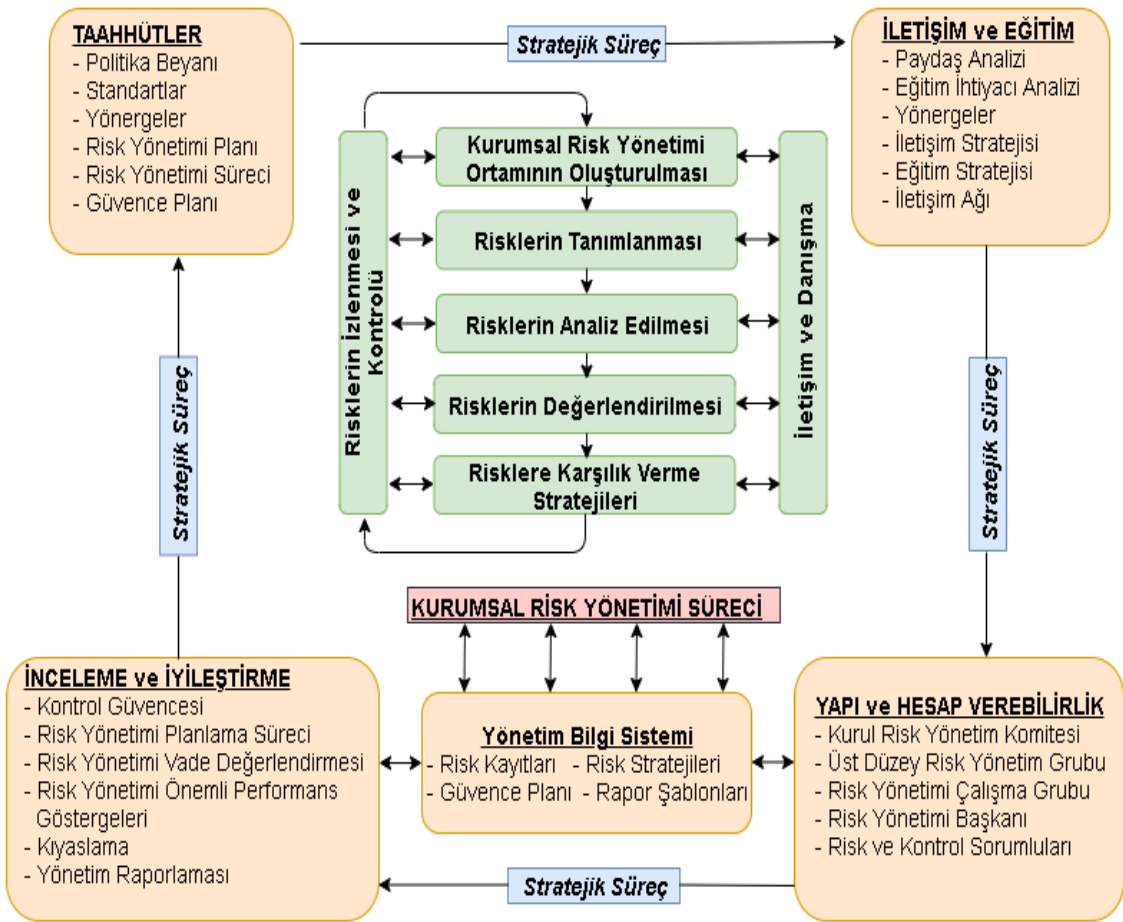 TAAHHÜTLER
- Politika Beyanı
- Standartlar
- Yönergeler
- Risk Yönetimi Planı
- Risk Yönetimi Süreci
- Güvence Planı
Stratejik Süreç
İLETİŞİM ve EĞİTİM
- Paydaş Analizi
- Eğitim İhtiyacı Analizi
- Yönergeler
- İletişim Stratejisi
- Eğitim Stratejisi
- İletişim Ağı
Risklerin İzlenmesi ve
Kontrolü
Kurumsal Risk Yönetimi
Ortamının Oluşturulması
Risklerin Tanımlanması
Risklerin Analiz Edilmesi
Risklerin Değerlendirilmesi
Risklere Karşılık Verme
Stratejileri
İletişim ve Danışma
Stratejik Süreç
Stratejik Süreç
KURUMSAL RİSK YÖNETİMİ SÜRECİ
İNCELEME ve İYİLEŞTİRME
- Kontrol Güvencesi
- Risk Yönetimi Planlama Süreci
- Risk Yönetimi Vade Değerlendirmesi
- Risk Yönetimi Önemli Performans
Göstergeleri
- Kıyaslama
- Yönetim Raporlaması
Yönetim Bilgi Sistemi
- Risk Kayıtları - Risk Stratejileri
- Güvence Planı - Rapor Şablonları
YAPI ve HESAP VEREBİLİRLİK
- Kurul Risk Yönetim Komitesi
- Üst Düzey Risk Yönetim Grubu
- Risk Yönetimi Çalışma Grubu
- Risk Yönetimi Başkanı
- Risk ve Kontrol Sorumluları
Stratejik Süreç